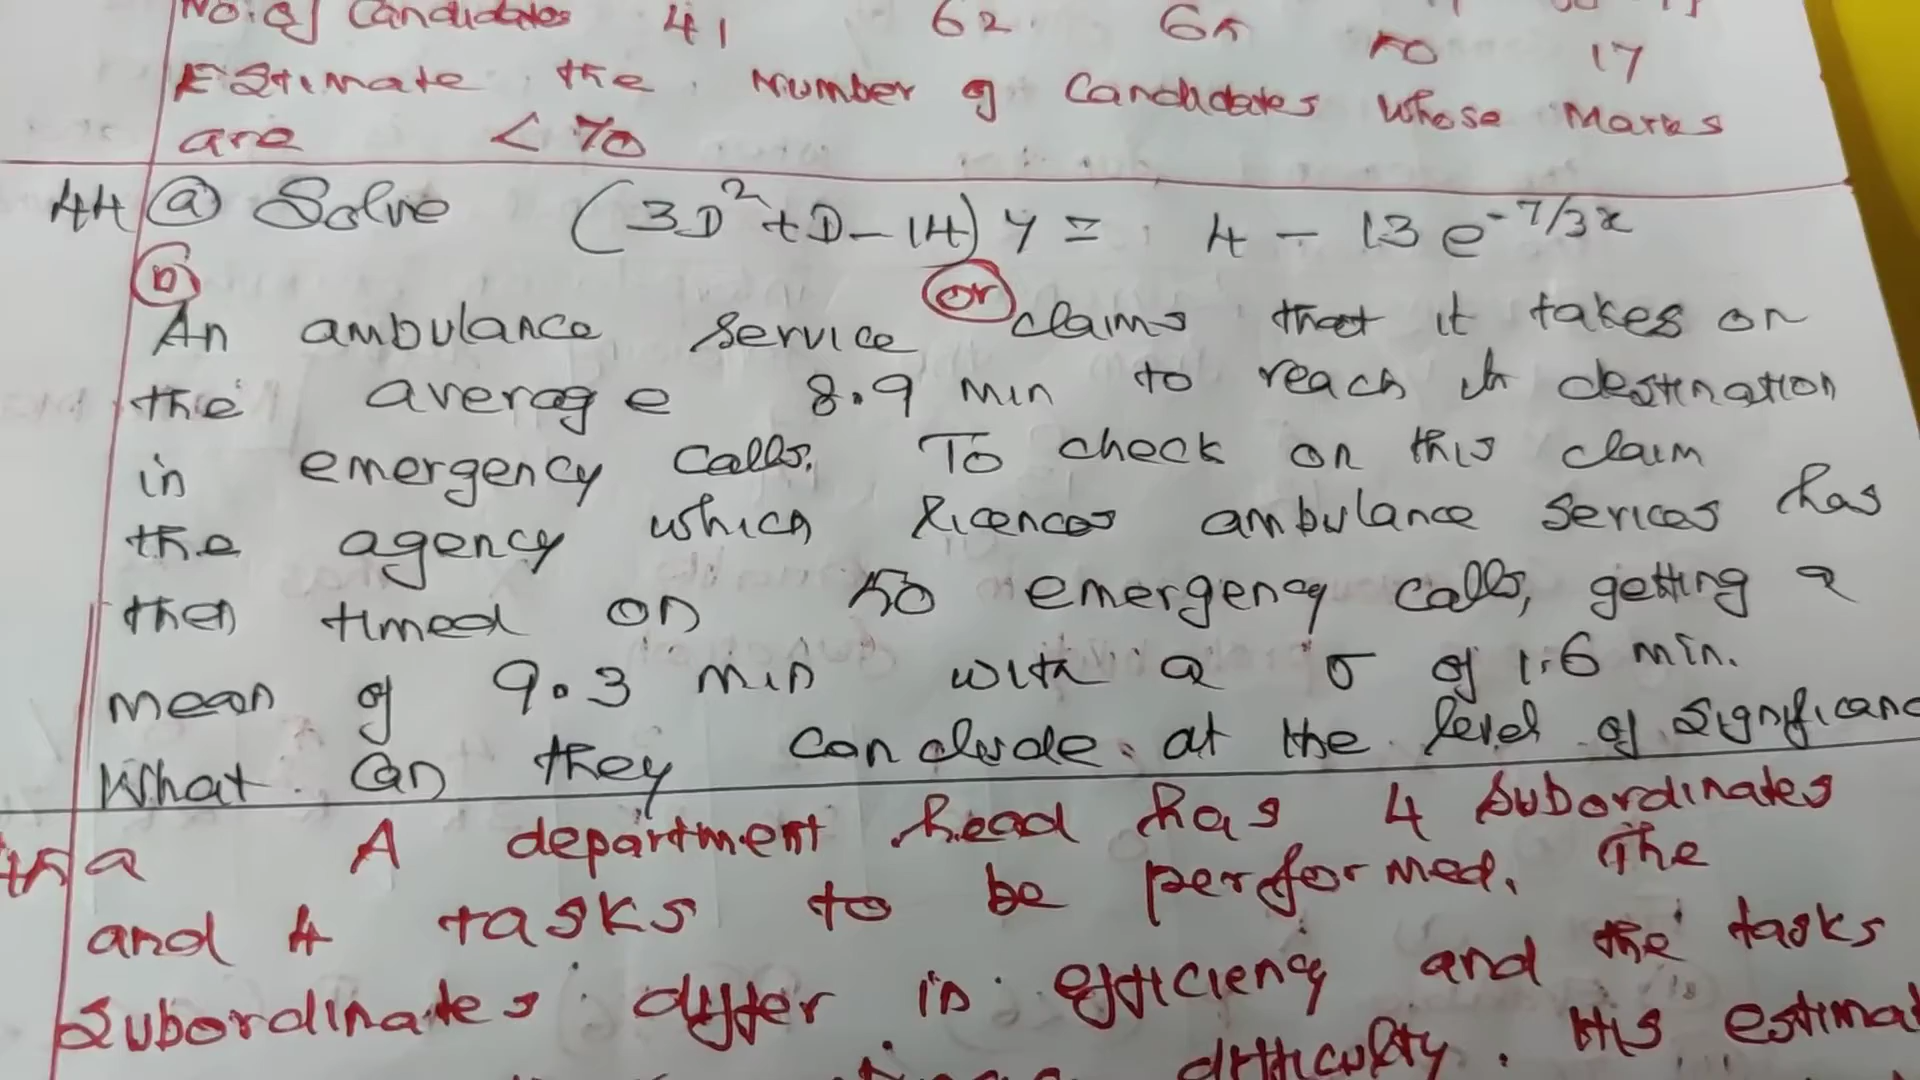 No. of Candidates 41 62 65 50 17
Estimate the Number of Candidates whose Marks
are < 70
44 a Solve (3D²+D-14) y = 4 - 13 e^-7/3x
b or
An ambulance service claims that it takes on
the average 8.9 min to reach its destination
in emergency calls. To check on this claim
the agency which licences ambulance serices has
then timed on 50 emergency calls, getting a
mean of 9.3 min with a σ of 1.6 min.
What can they conclude at the level of significanc
a A department head has 4 subordinates
and 4 tasks to be performed. The
Subordinates differ in efficiency and the tasks
difficulty. His estimat